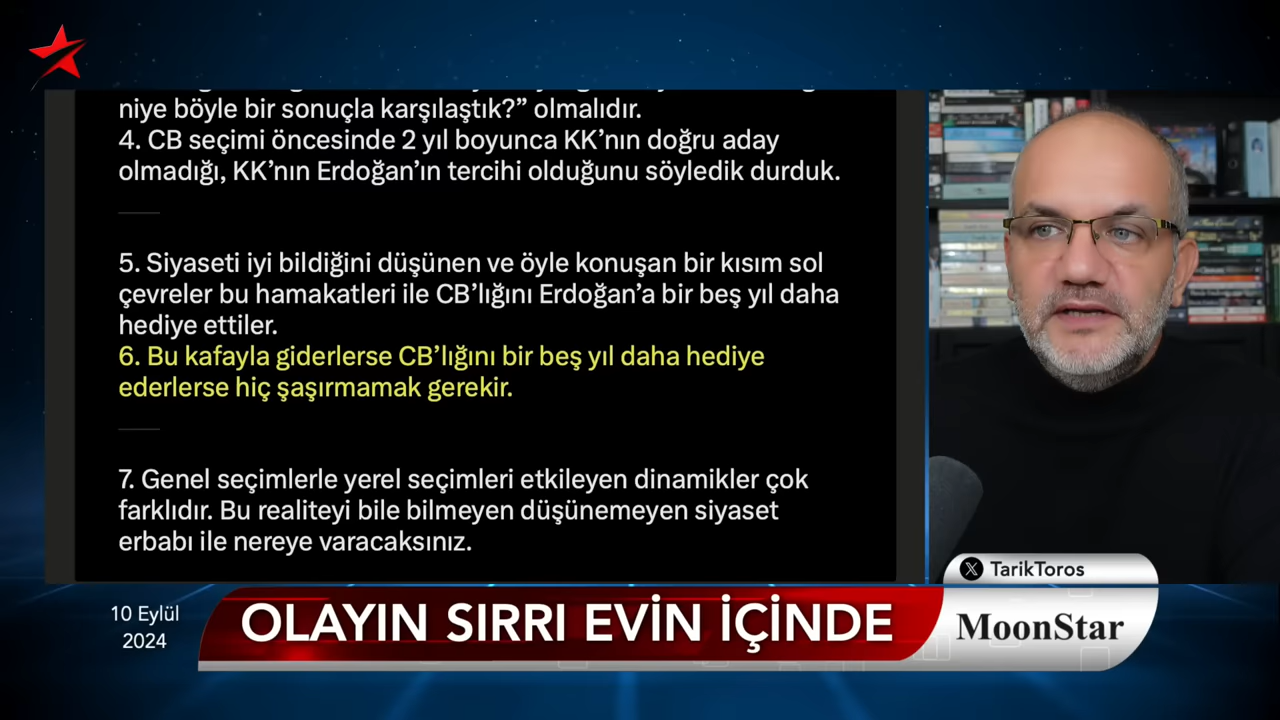 niye böyle bir sonuçla karşılaştık?” olmalıdır.
4. CB seçimi öncesinde 2 yıl boyunca KK’nın doğru aday
olmadığı, KK’nın Erdoğan’ın tercihi olduğunu söyledik durduk.
5. Siyaseti iyi bildiğini düşünen ve öyle konuşan bir kısım sol
çevreler bu hamakatleri ile CB’lığını Erdoğan’a bir beş yıl daha
hediye ettiler.
6. Bu kafayla giderlerse CB’lığını bir beş yıl daha hediye
ederlerse hiç şaşırmamak gerekir.
7. Genel seçimlerle yerel seçimleri etkileyen dinamikler çok
farklıdır. Bu realiteyi bile bilmeyen düşünemeyen siyaset
erbabı ile nereye varacaksınız.
X TarikToros
10 Eylül
2024
OLAYIN SIRRI EVİN İÇİNDE
MoonStar